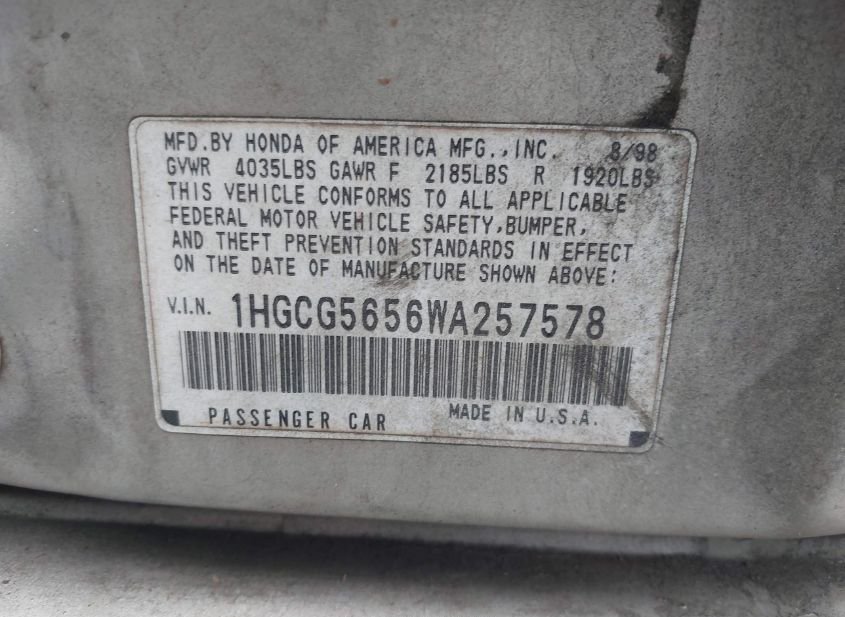 MFD.BY HONDA OF AMERICA MFG.,INC. 8/98
GVWR 4035LBS GAWR F 2185LBS R 1920LBS
THIS VEHICLE CONFORMS TO ALL APPLICABLE
FEDERAL MOTOR VEHICLE SAFETY,BUMPER,
AND THEFT PREVENTION STANDARDS IN EFFECT
ON THE DATE OF MANUFACTURE SHOWN ABOVE:
V.I.N. 1HGCG5656WA257578
PASSENGER CAR MADE IN U.S.A.